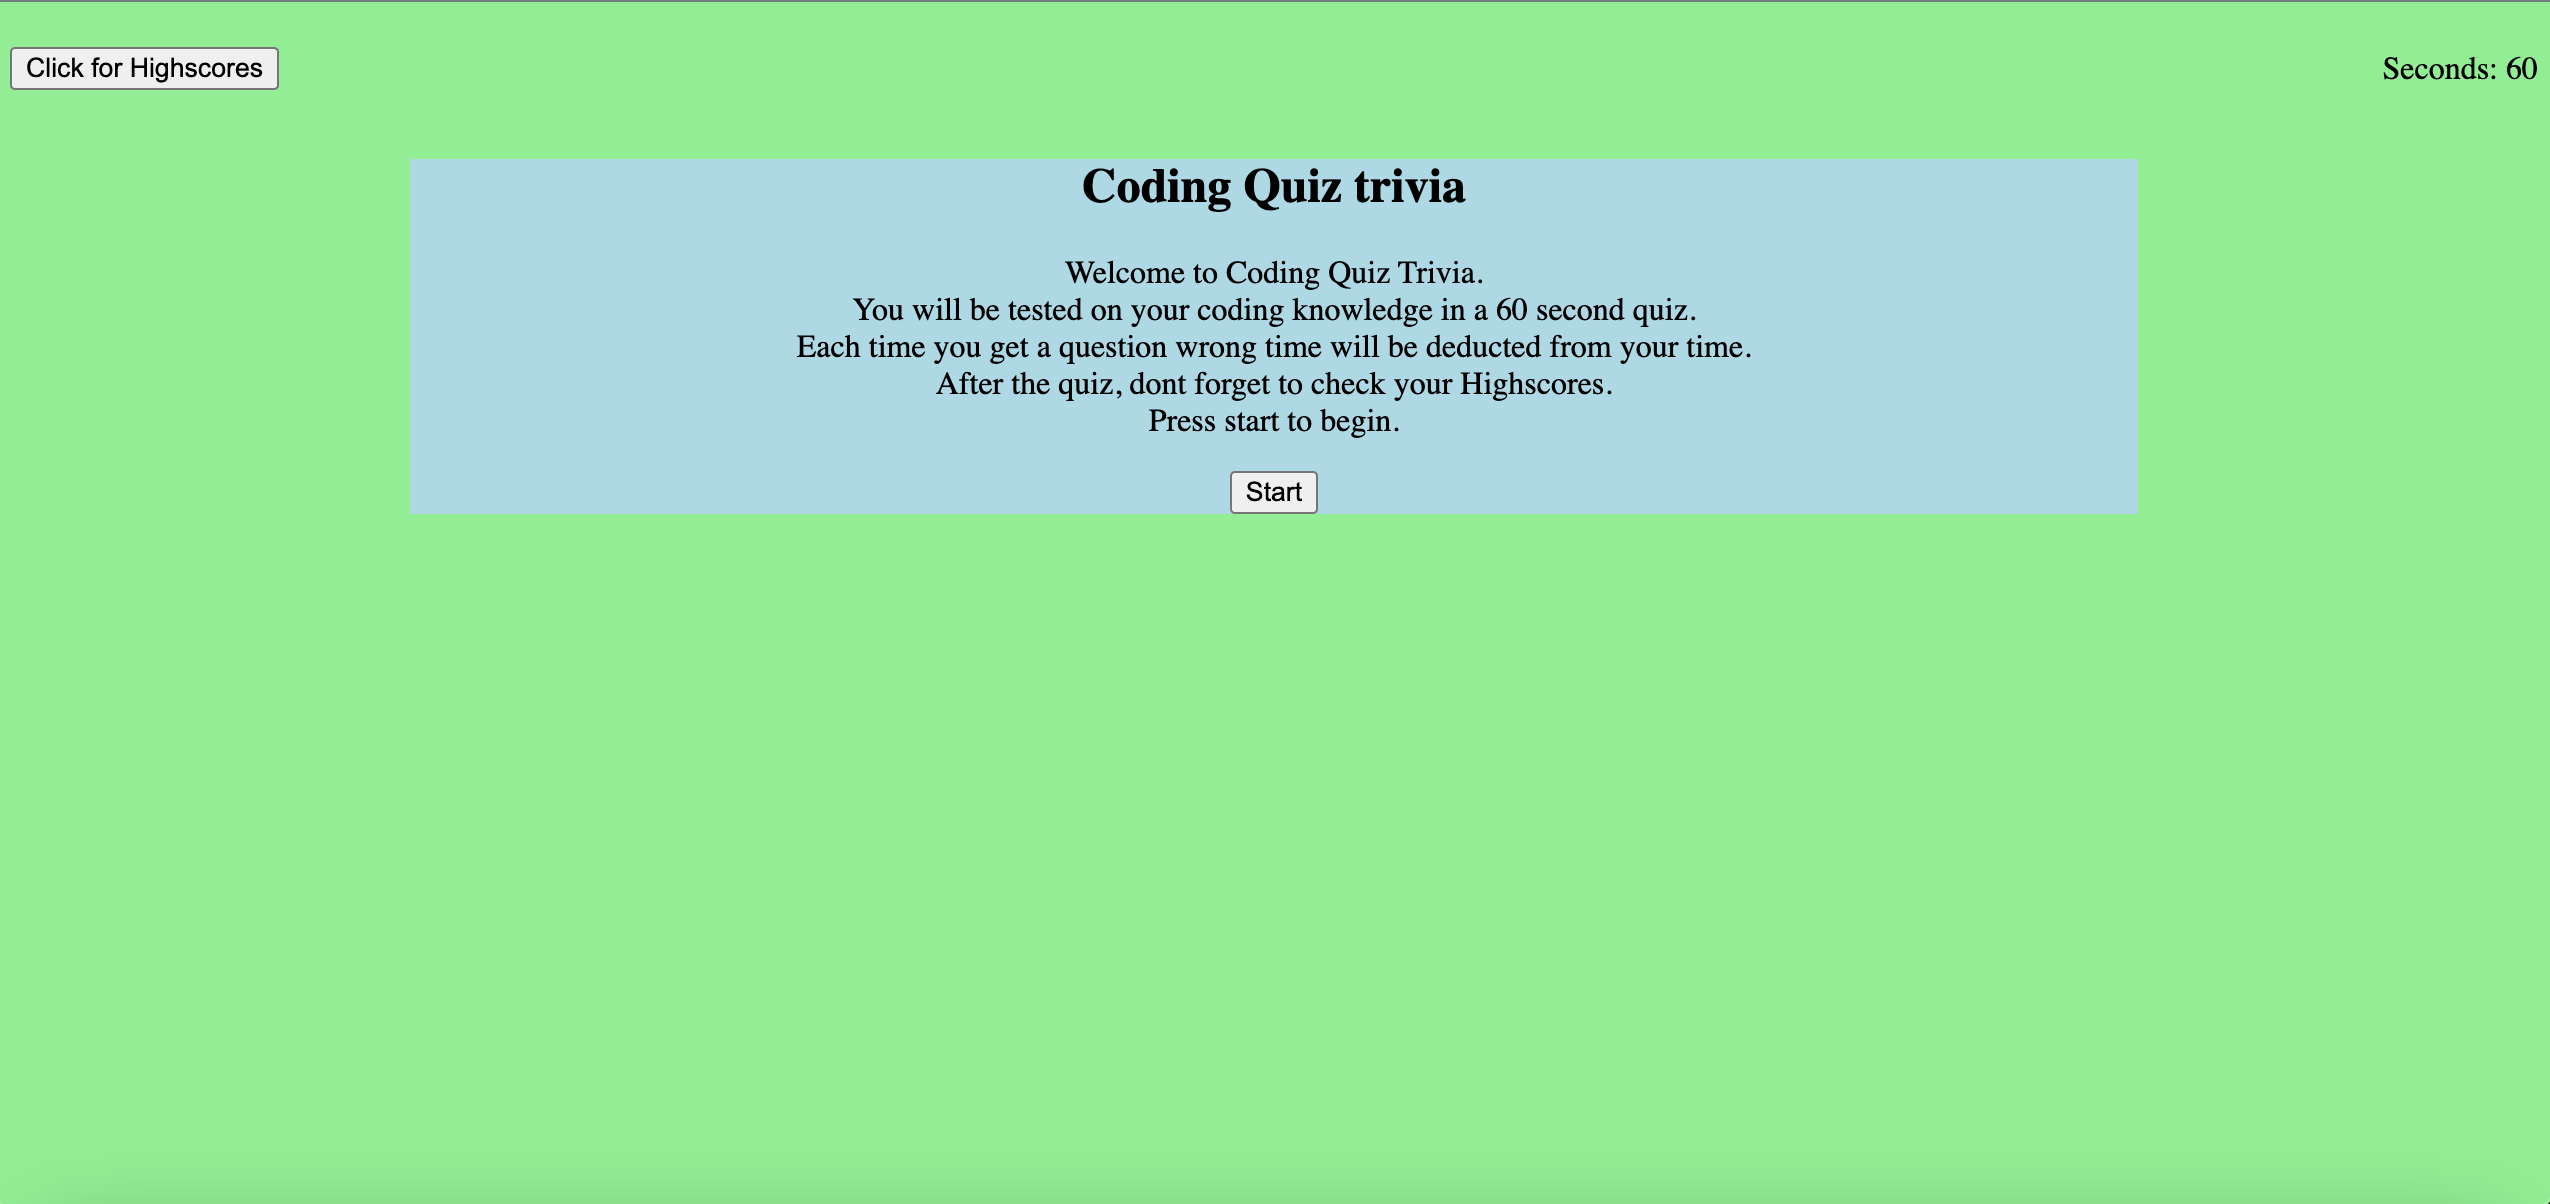 Click for Highscores
Seconds: 60
Coding Quiz trivia
Welcome to Coding Quiz Trivia.
You will be tested on your coding knowledge in a 60 second quiz.
Each time you get a question wrong time will be deducted from your time.
After the quiz, dont forget to check your Highscores.
Press start to begin.
Start